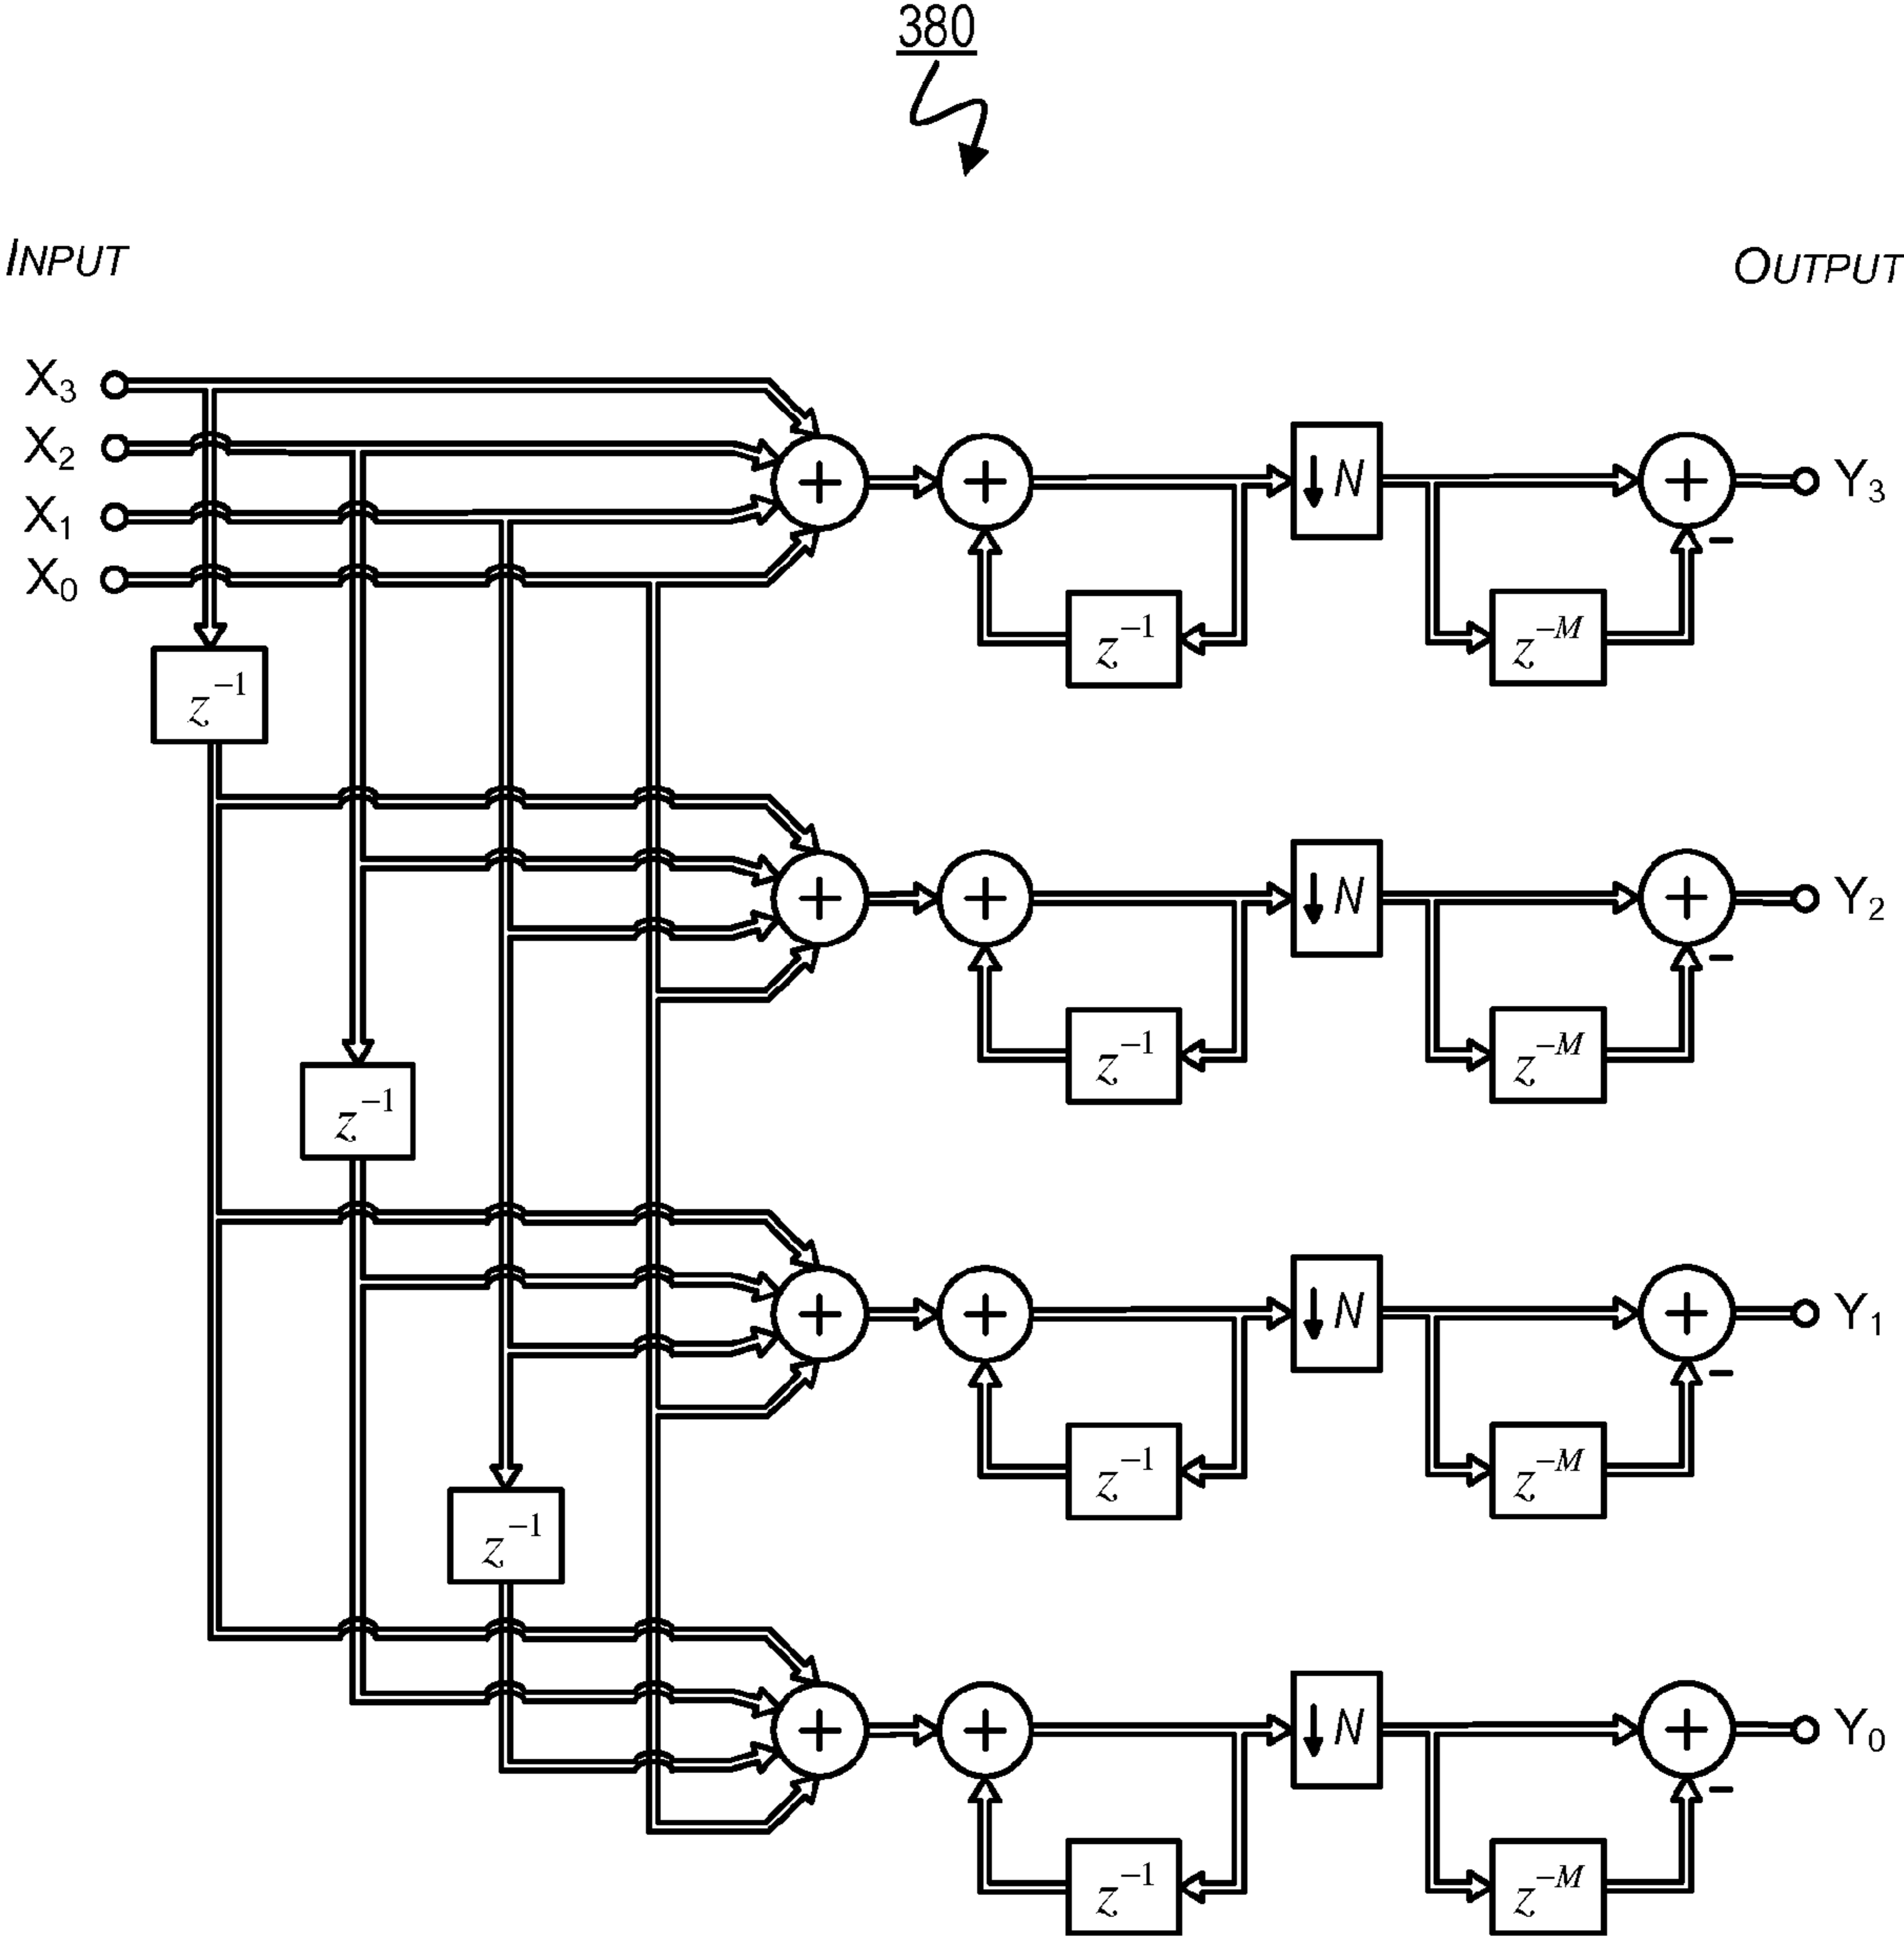 380
INPUT OUTPUT
X₃
X₂
X₁
X₀
+ + ↓ N + Y₃
−
z⁻¹ z⁻ᴹ
z⁻¹
+ + ↓ N + Y₂
−
z⁻¹ z⁻ᴹ
z⁻¹
+ + ↓ N + Y₁
−
z⁻¹ z⁻ᴹ
z⁻¹
+ + ↓ N + Y₀
−
z⁻¹ z⁻ᴹ